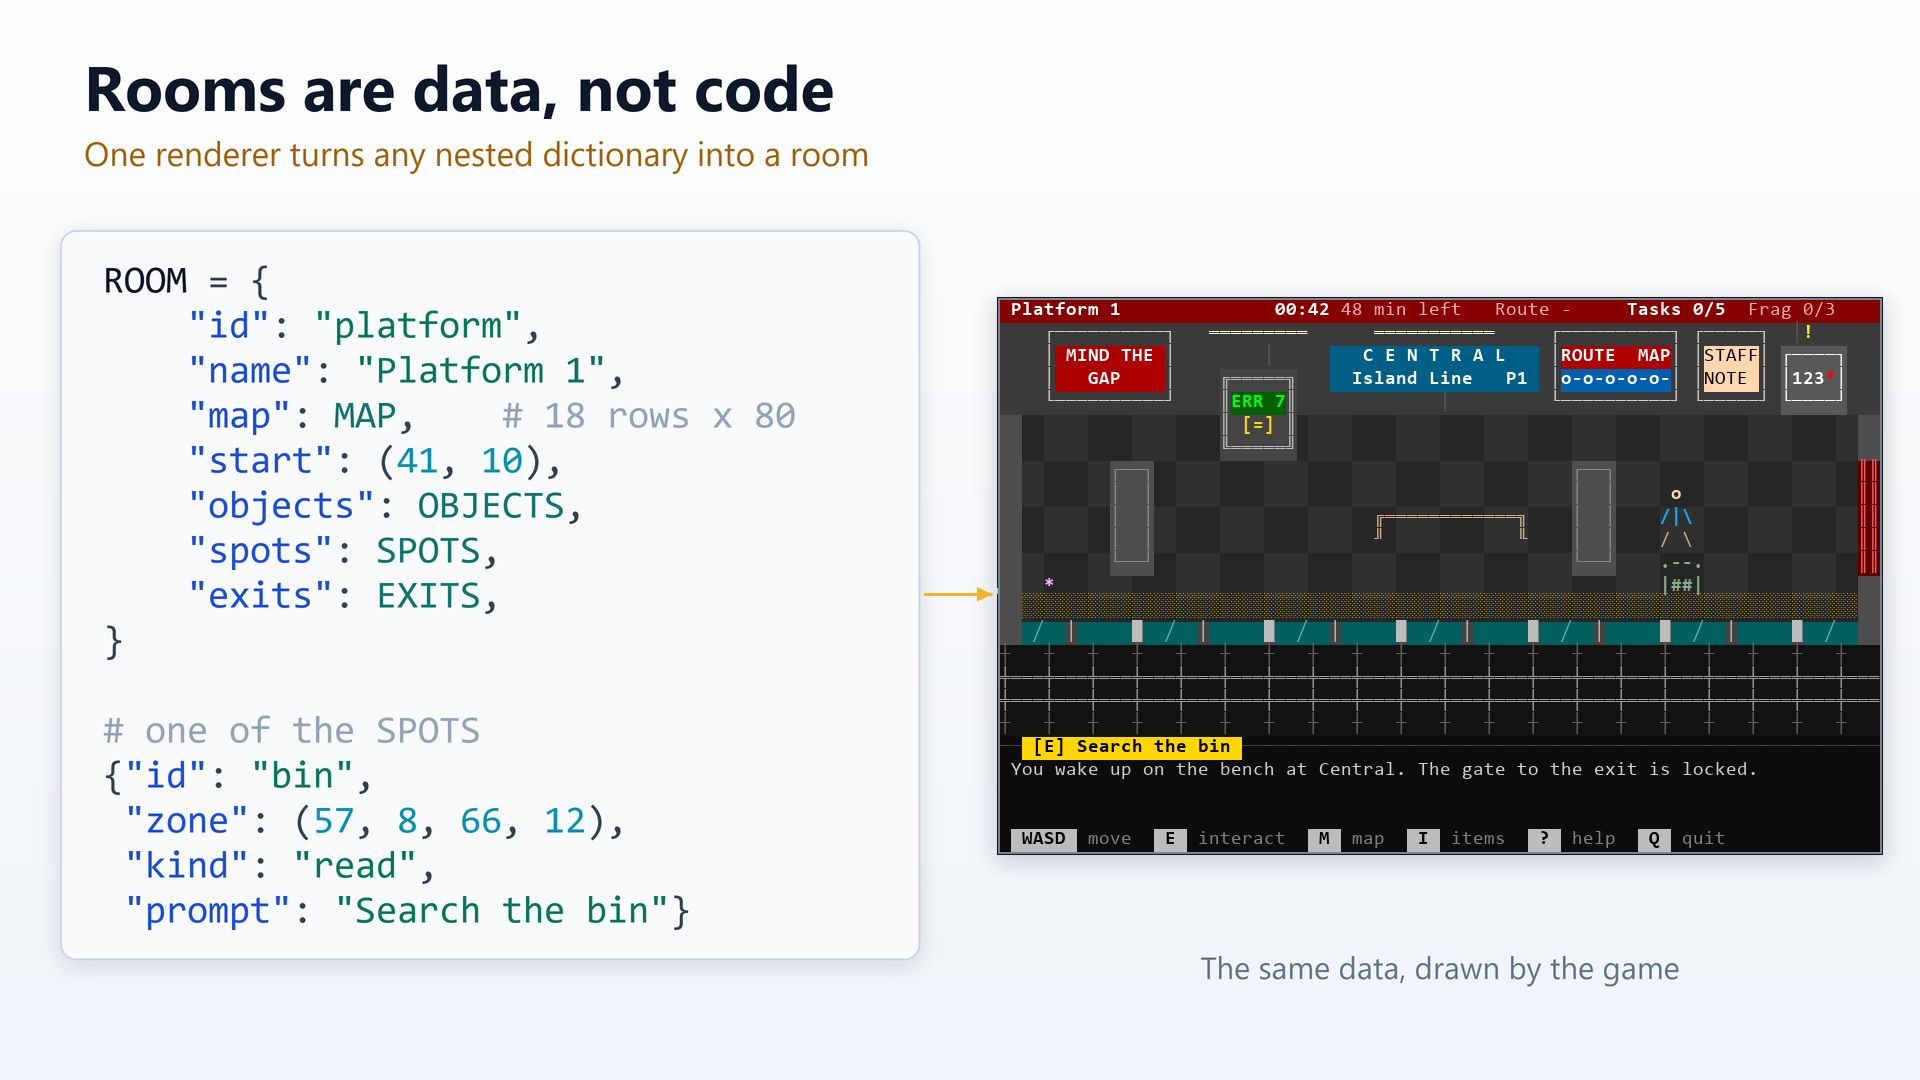 Rooms are data, not code
One renderer turns any nested dictionary into a room
ROOM = {
    "id": "platform",
    "name": "Platform 1",
    "map": MAP,    # 18 rows x 80
    "start": (41, 10),
    "objects": OBJECTS,
    "spots": SPOTS,
    "exits": EXITS,
}
# one of the SPOTS
{"id": "bin",
 "zone": (57, 8, 66, 12),
 "kind": "read",
 "prompt": "Search the bin"}
Platform 1 00:42 48 min left Route - Tasks 0/5 Frag 0/3
!
MIND THE
GAP
ERR 7
[=]
C E N T R A L
Island Line P1
ROUTE MAP
o-o-o-o-o-
STAFF
NOTE
123*
o
/|\
/ \
.--.
|##|
*
[E] Search the bin
You wake up on the bench at Central. The gate to the exit is locked.
WASD move E interact M map I items ? help Q quit
The same data, drawn by the game